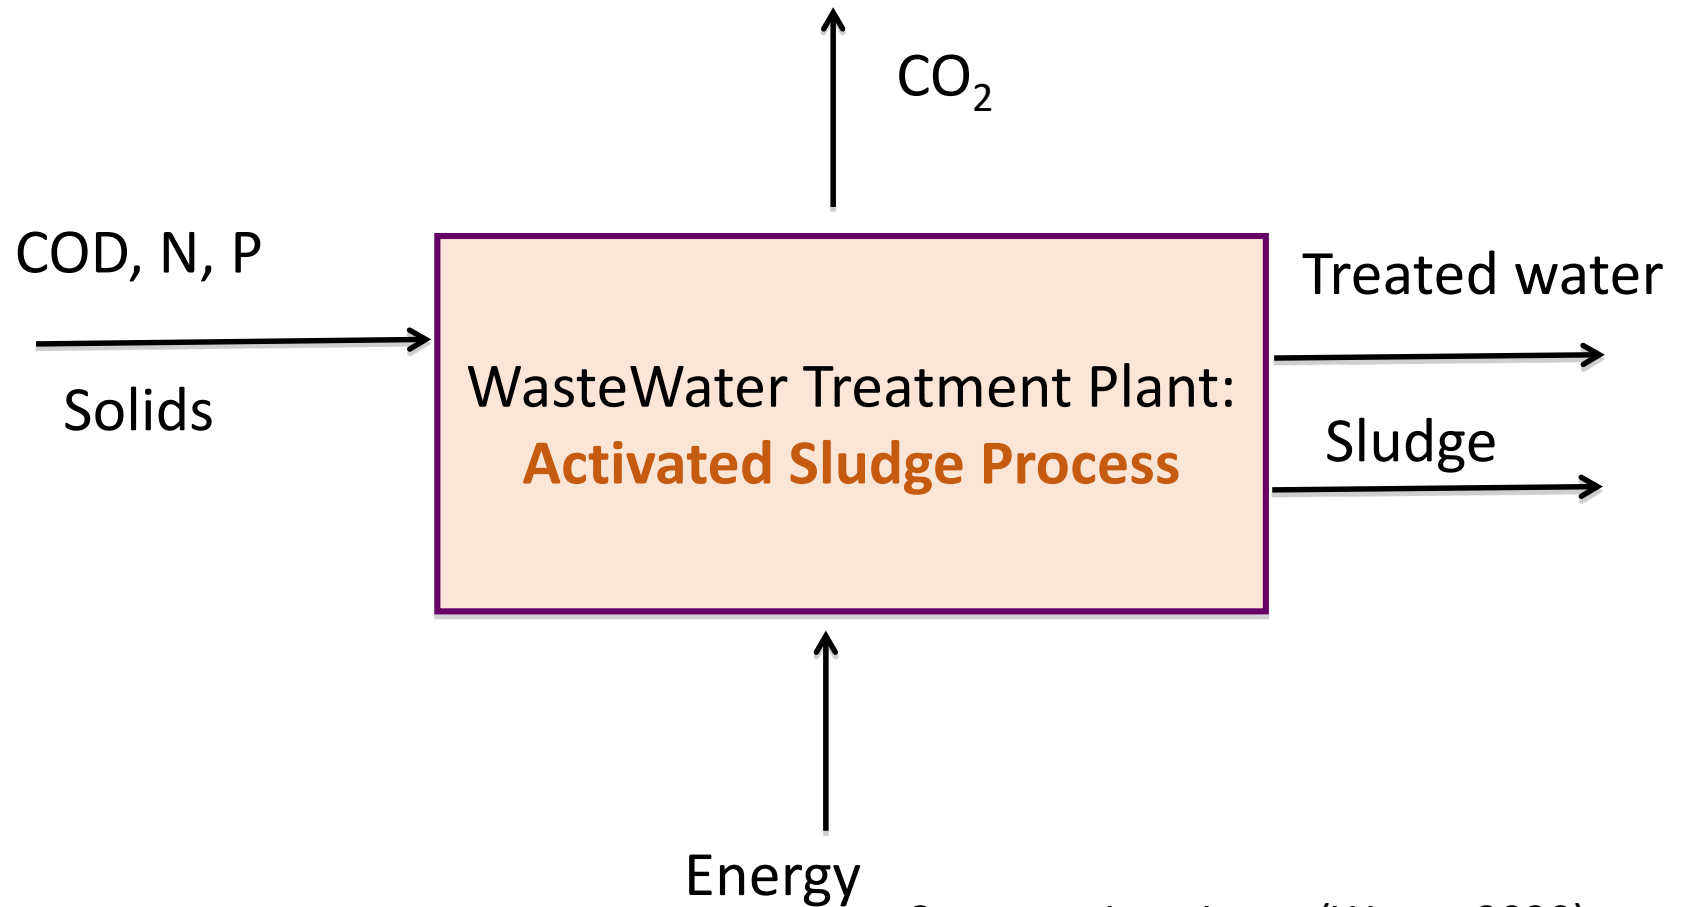 CO2
COD, N, P
Solids
WasteWater Treatment Plant:
Activated Sludge Process
Treated water
Sludge
Energy